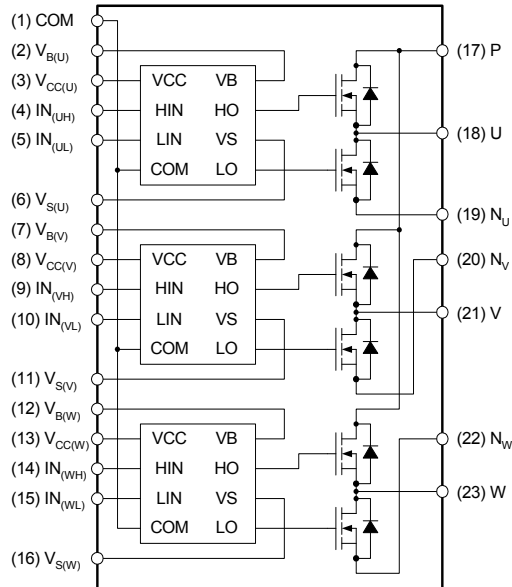 (1) COM
(2) VB(U)
(3) VCC(U)
(4) IN(UH)
(5) IN(UL)
(6) VS(U)
(7) VB(V)
(8) VCC(V)
(9) IN(VH)
(10) IN(VL)
(11) VS(V)
(12) VB(W)
(13) VCC(W)
(14) IN(WH)
(15) IN(WL)
(16) VS(W)
VCC VB
HIN HO
LIN VS
COM LO
VCC VB
HIN HO
LIN VS
COM LO
VCC VB
HIN HO
LIN VS
COM LO
(17) P
(18) U
(19) NU
(20) NV
(21) V
(22) NW
(23) W